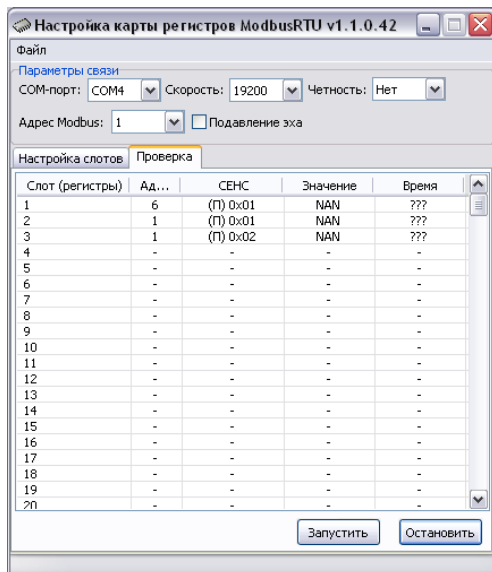 Настройка карты регистров ModbusRTU v1.1.0.42
Файл
Параметры связи
COM-порт: COM4 Скорость: 19200 Четность: Нет
Адрес Modbus: 1 Подавление эха
Настройка слотов Проверка
Слот (регистры) Ад... СЕНС Значение Время
1 6 (П) 0x01 NAN ???
2 1 (П) 0x01 NAN ???
3 1 (П) 0x02 NAN ???
4 - - - -
5 - - - -
6 - - - -
7 - - - -
8 - - - -
9 - - - -
10 - - - -
11 - - - -
12 - - - -
13 - - - -
14 - - - -
15 - - - -
16 - - - -
17 - - - -
18 - - - -
19 - - - -
20 - - - -
Запустить Остановить